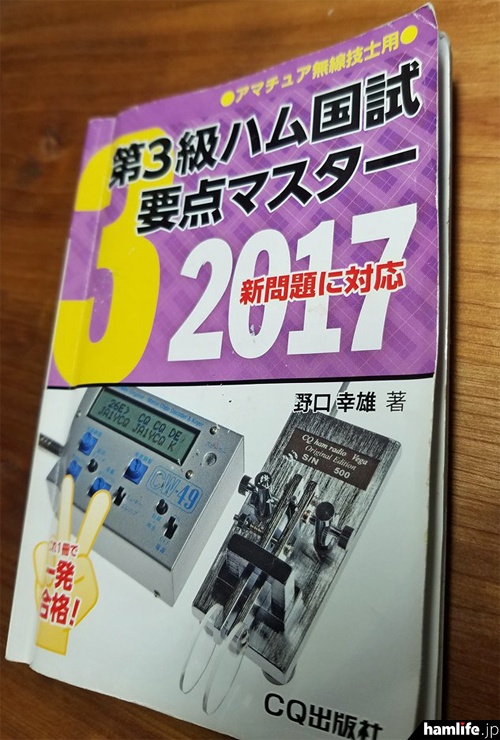 ●アマチュア無線技士用●
3
第3級ハム国試
要点マスター
2017
新問題に対応
野口 幸雄 著
26E> CQ CQ DE
JA1YCQ JA1YCQ K
CW-49
CQ ham radio Vega
Original Edition
S/N 500
この1冊で
一発
合格!
CQ出版社
hamlife.jp